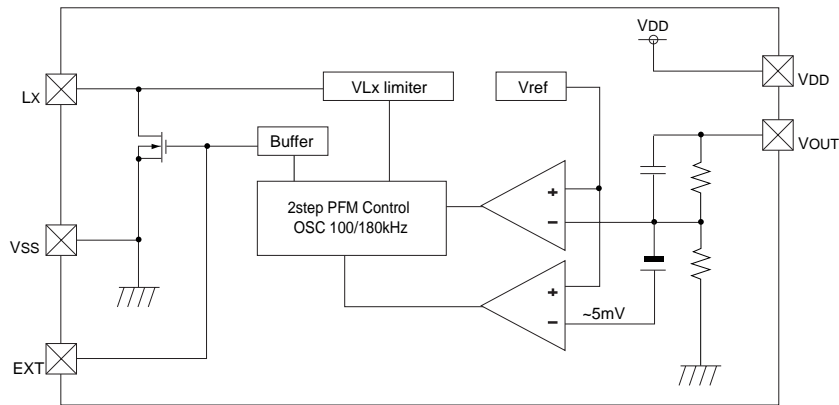 VDD
VDD
LX
VLx limiter
Vref
VOUT
Buffer
+
−
2step PFM Control
OSC 100/180kHz
VSS
+
−
~5mV
EXT